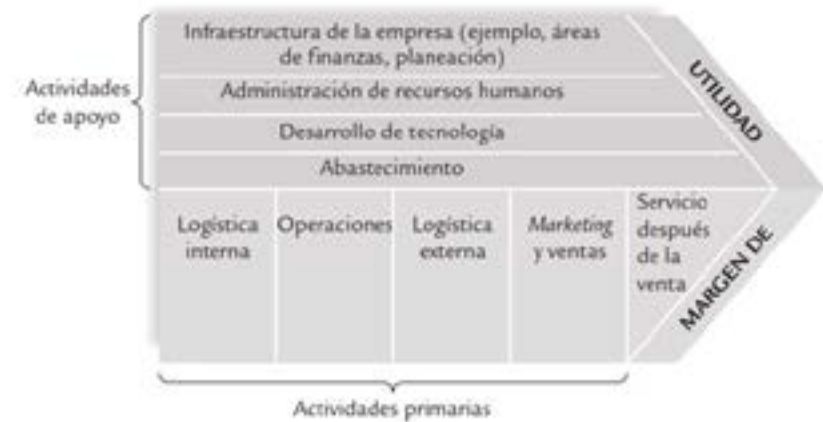 Infraestructura de la empresa (ejemplo, áreas
de finanzas, planeación)
Actividades
de apoyo
Administración de recursos humanos
Desarrollo de tecnología
Abastecimiento
UTILIDAD
Logística
interna
Operaciones
Logística
externa
Marketing
y ventas
Servicio
después
de la
venta
MARGEN DE
Actividades primarias